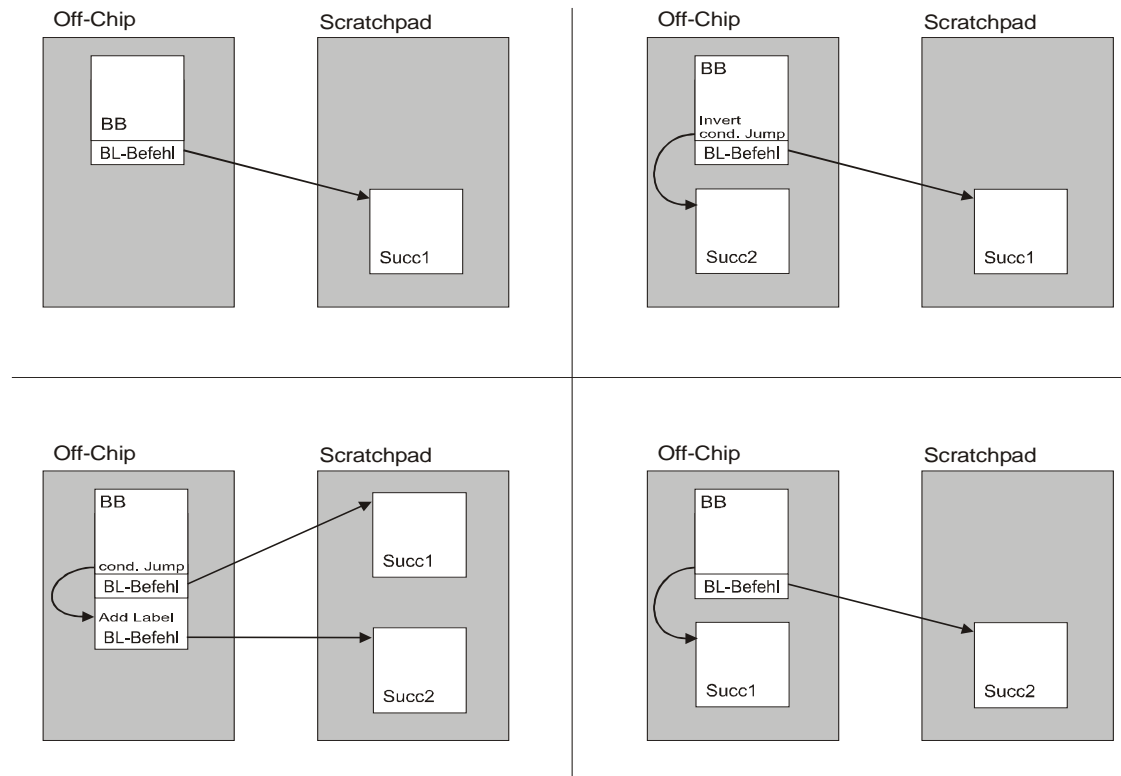 Off-Chip
Scratchpad
BB
BL-Befehl
Succ1
Off-Chip
Scratchpad
BB
Invert
cond. Jump
BL-Befehl
Succ2
Succ1
Off-Chip
Scratchpad
BB
cond. Jump
BL-Befehl
Add Label
BL-Befehl
Succ1
Succ2
Off-Chip
Scratchpad
BB
BL-Befehl
Succ1
Succ2